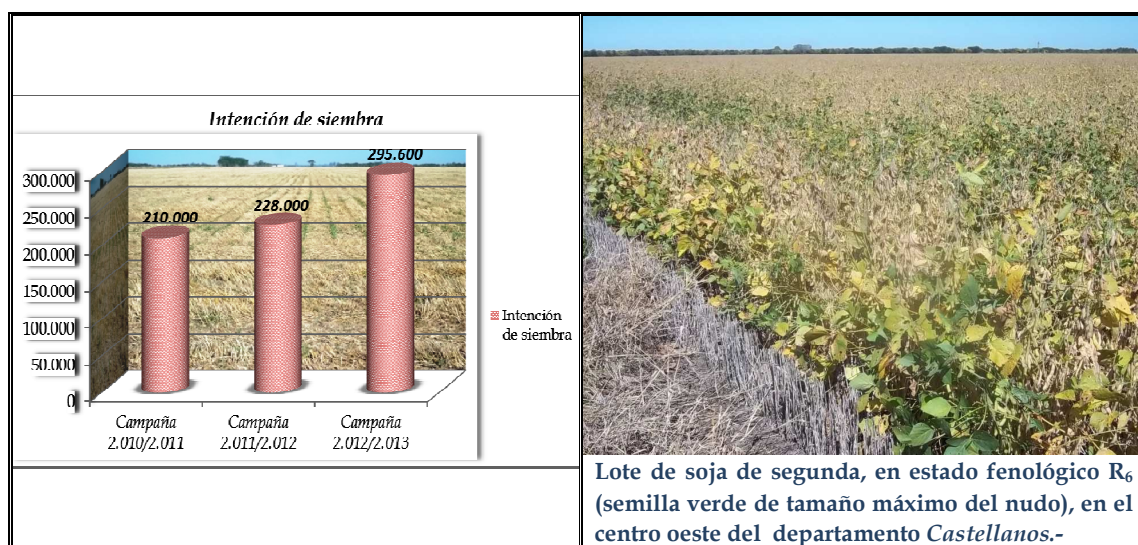 Intención de siembra
300.000
250.000
200.000
150.000
100.000
50.000
0
210.000
228.000
295.600
Campaña
2.010/2.011
Campaña
2.011/2.012
Campaña
2.012/2.013
Intención
de siembra
Lote de soja de segunda, en estado fenológico R₆
(semilla verde de tamaño máximo del nudo), en el
centro oeste del departamento Castellanos.-